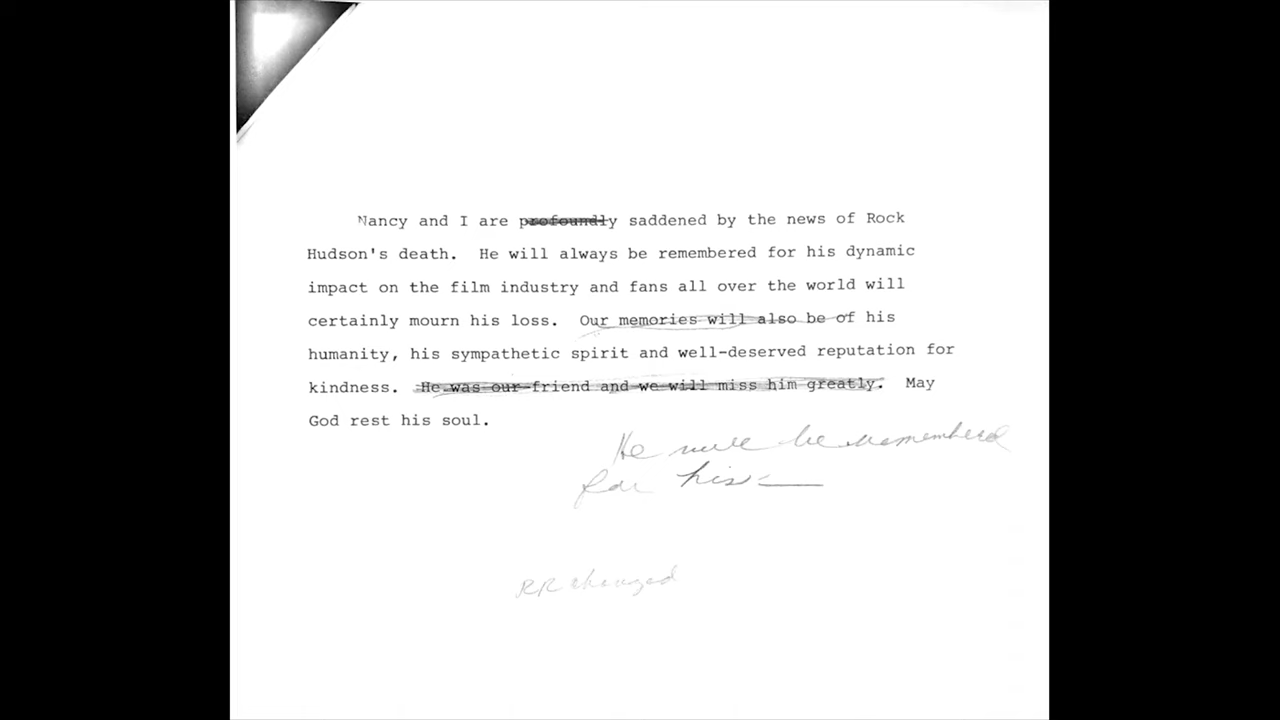 Nancy and I are profoundly saddened by the news of Rock
Hudson's death. He will always be remembered for his dynamic
impact on the film industry and fans all over the world will
certainly mourn his loss. Our memories will also be of his
humanity, his sympathetic spirit and well-deserved reputation for
kindness. He was our friend and we will miss him greatly. May
God rest his soul.
He will be remembered
for his —
RR changed